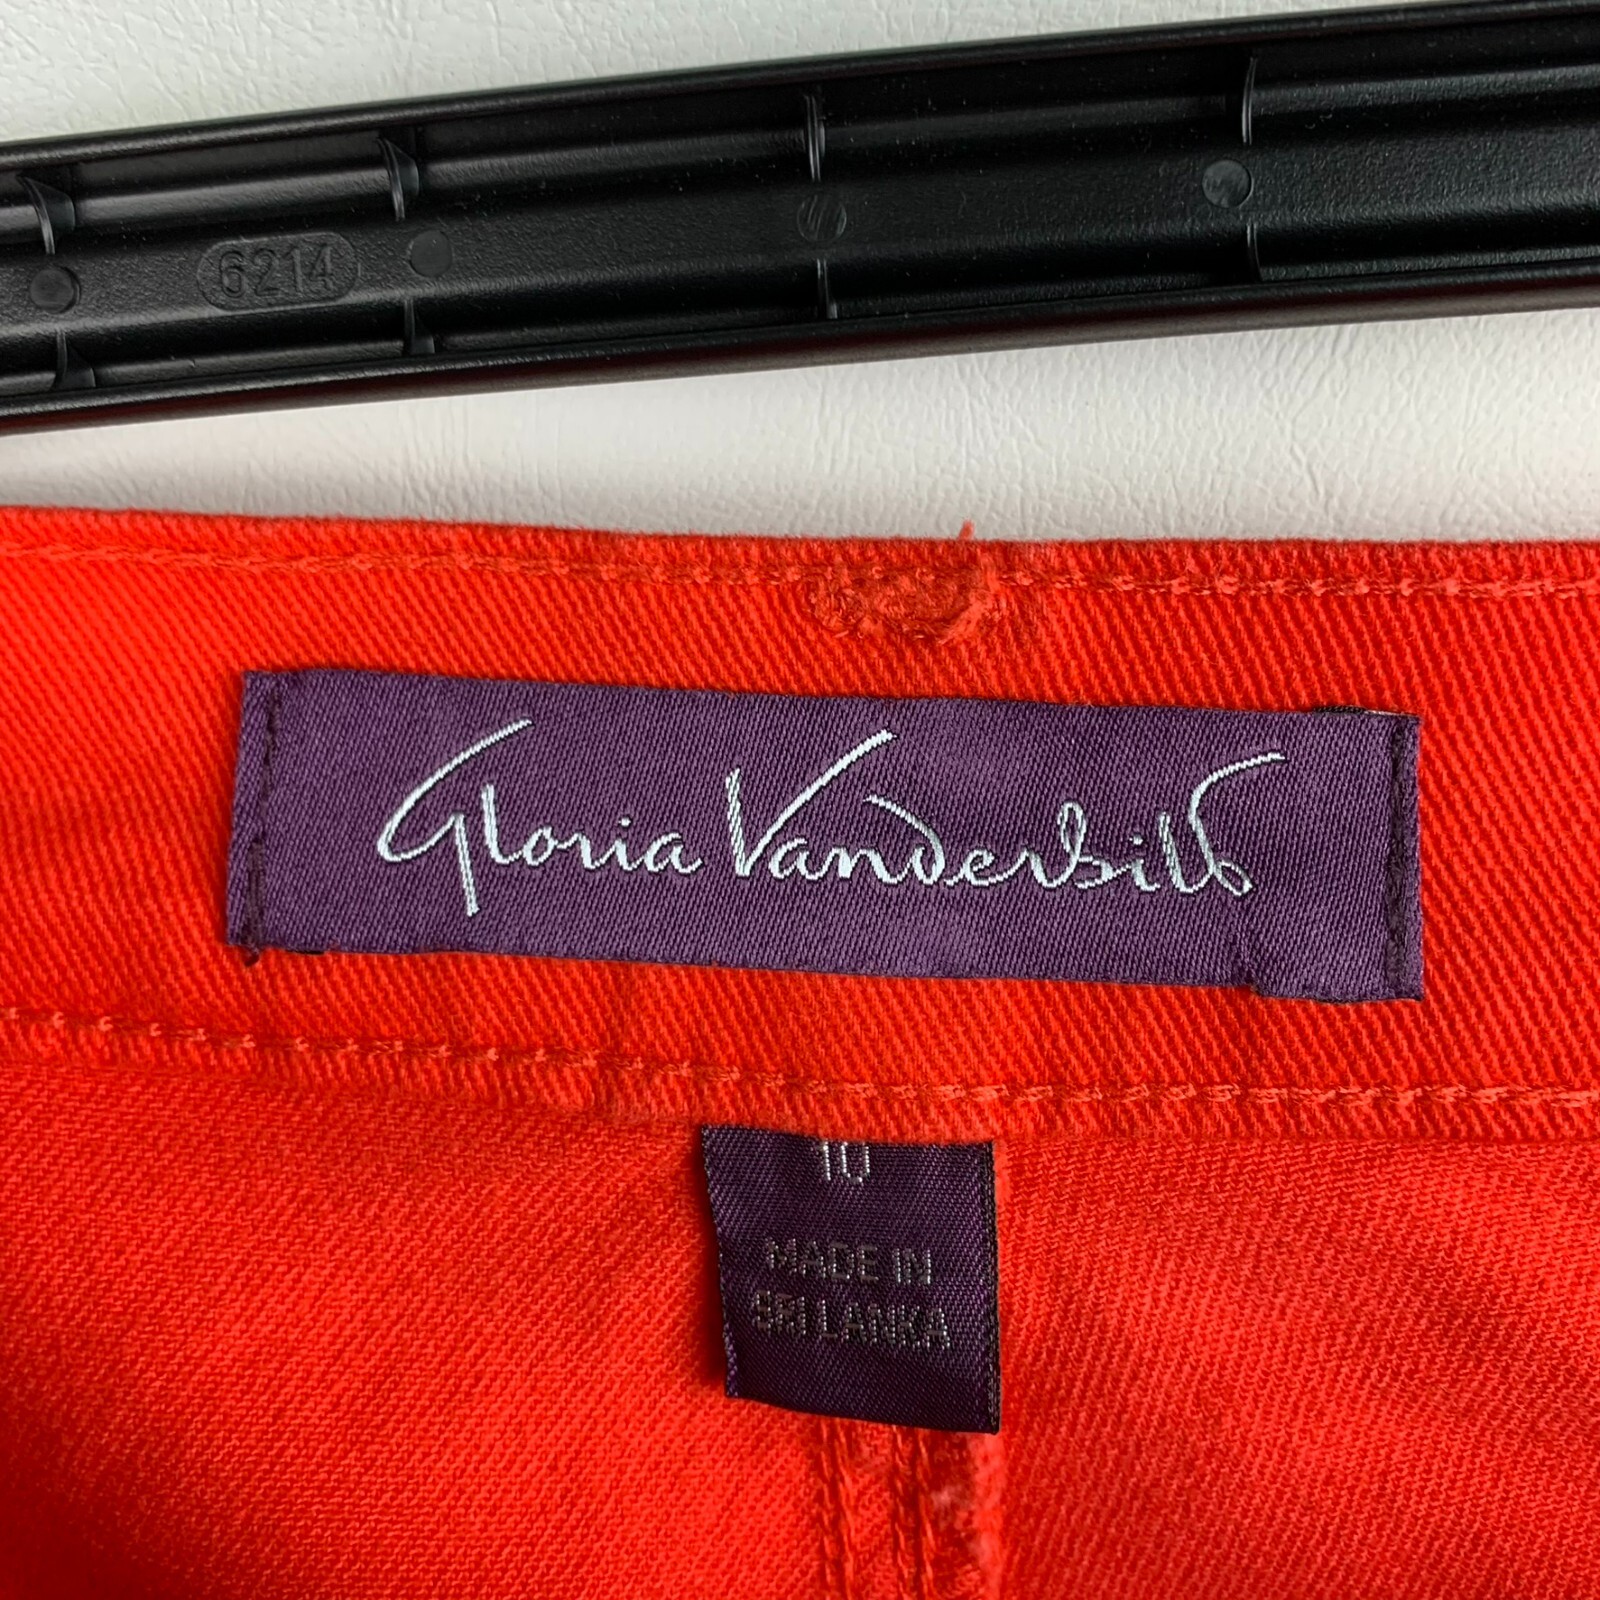 6214
Gloria Vanderbilt
10
MADE IN
SRI LANKA